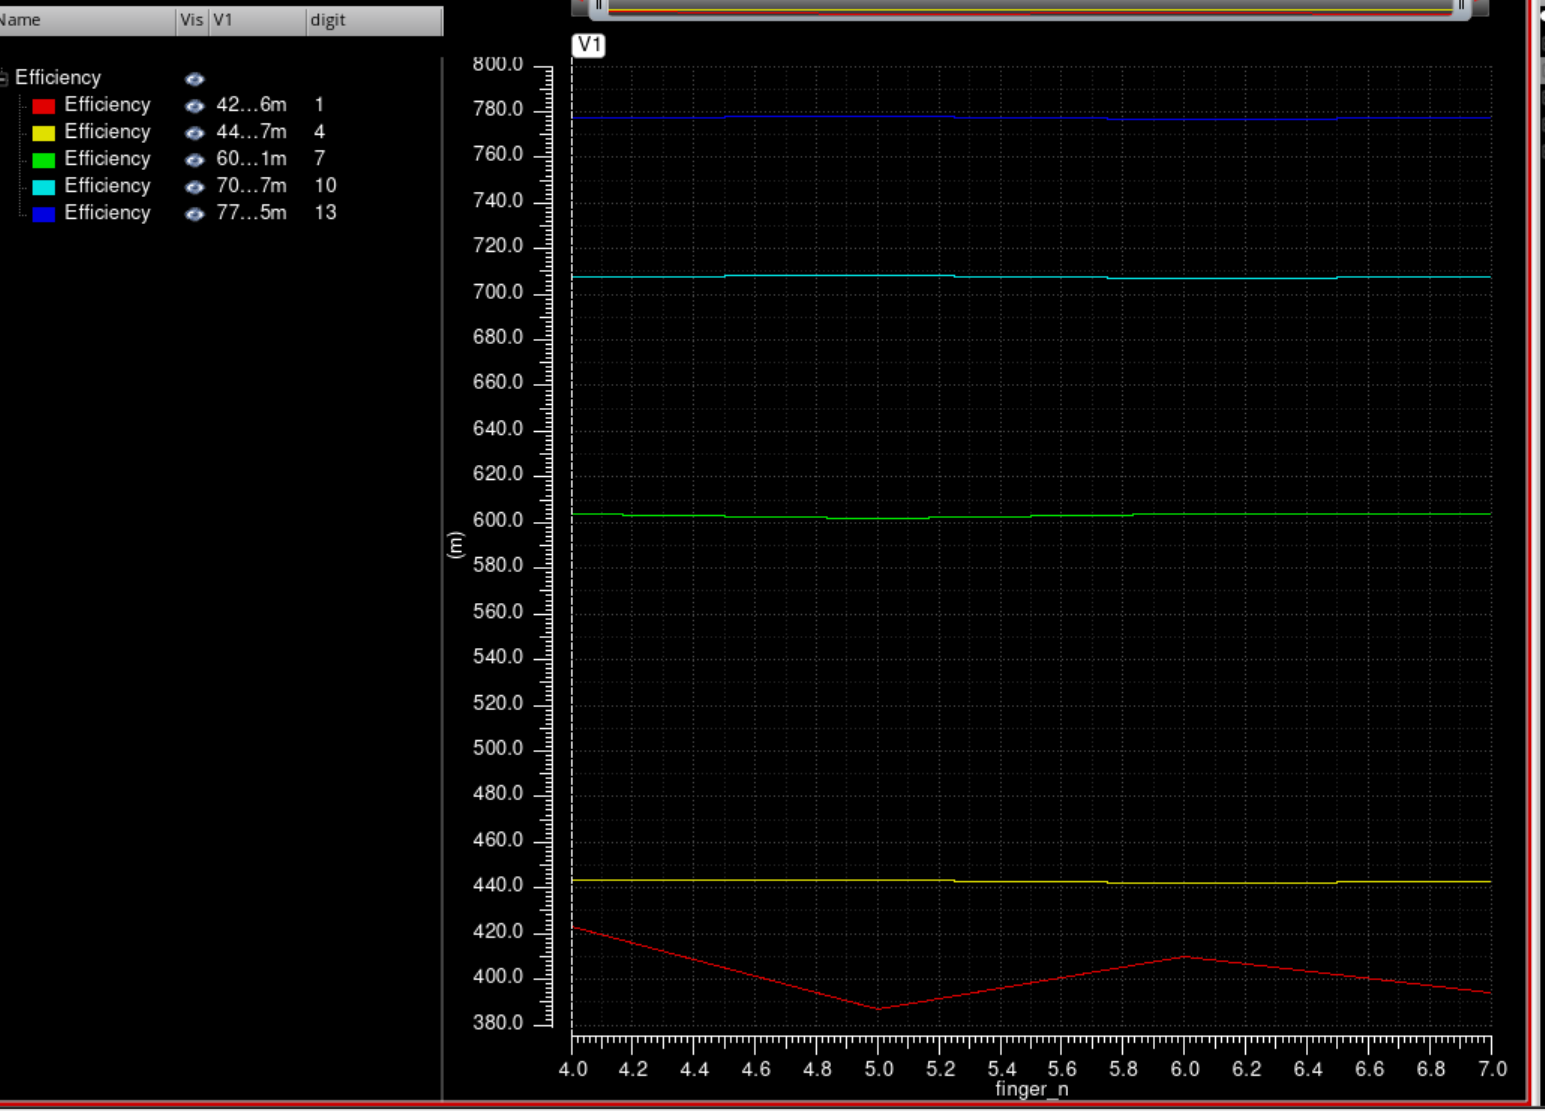 Name Vis V1 digit
V1
Efficiency
Efficiency 42...6m 1
Efficiency 44...7m 4
Efficiency 60...1m 7
Efficiency 70...7m 10
Efficiency 77...5m 13
800.0
780.0
760.0
740.0
720.0
700.0
680.0
660.0
640.0
620.0
600.0
580.0
560.0
540.0
520.0
500.0
480.0
460.0
440.0
420.0
400.0
380.0
(m)
4.0 4.2 4.4 4.6 4.8 5.0 5.2 5.4 5.6 5.8 6.0 6.2 6.4 6.6 6.8 7.0
finger_n